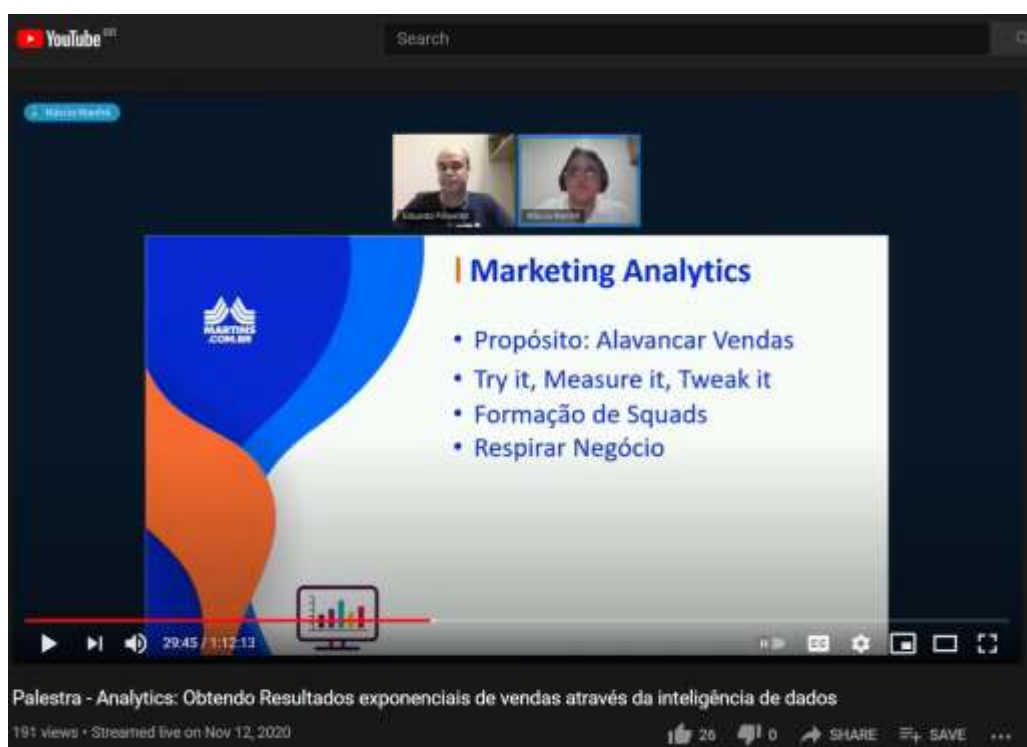 YouTube
Search
Marketing Analytics
MARTINS
.COM.BR
• Propósito: Alavancar Vendas
• Try it, Measure it, Tweak it
• Formação de Squads
• Respirar Negócio
29:45 / 1:12:13
CC
Palestra - Analytics: Obtendo Resultados exponenciais de vendas através da inteligência de dados
191 views • Streamed live on Nov 12, 2020
26
0
SHARE
SAVE